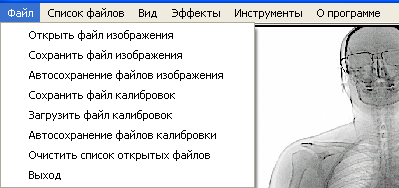 Файл Список файлов Вид Эффекты Инструменты О программе
Открыть файл изображения
Сохранить файл изображения
Автосохранение файлов изображения
Сохранить файл калибровок
Загрузить файл калибровок
Автосохранение файлов калибровки
Очистить список открытых файлов
Выход